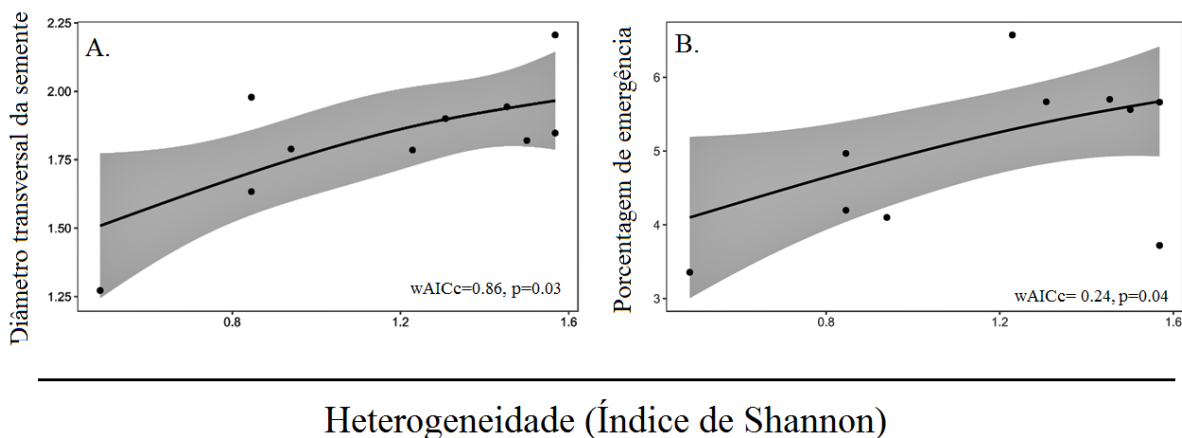 Diâmetro transversal da semente
2.25
2.00
1.75
1.50
1.25
A.
wAICc=0.86, p=0.03
0.8
1.2
1.6
Porcentagem de emergência
6
5
4
3
B.
wAICc= 0.24, p=0.04
0.8
1.2
1.6
Heterogeneidade (Índice de Shannon)